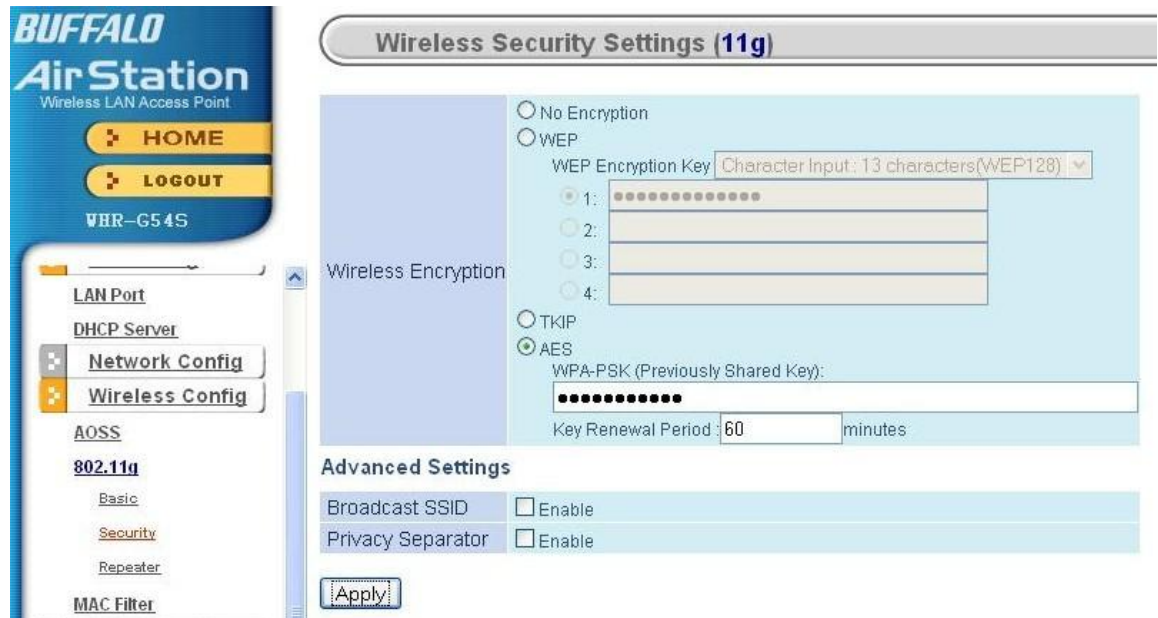 BUFFALO
AirStation
Wireless LAN Access Point
HOME
LOGOUT
WHR-G54S
LAN Port
DHCP Server
Network Config
Wireless Config
AOSS
802.11g
Basic
Security
Repeater
MAC Filter
Wireless Security Settings (11g)
Wireless Encryption
No Encryption
WEP
WEP Encryption Key Character Input : 13 characters(WEP128)
1: •••••••••••••
2:
3:
4:
TKIP
AES
WPA-PSK (Previously Shared Key):
•••••••••••
Key Renewal Period : 60 minutes
Advanced Settings
Broadcast SSID Enable
Privacy Separator Enable
Apply